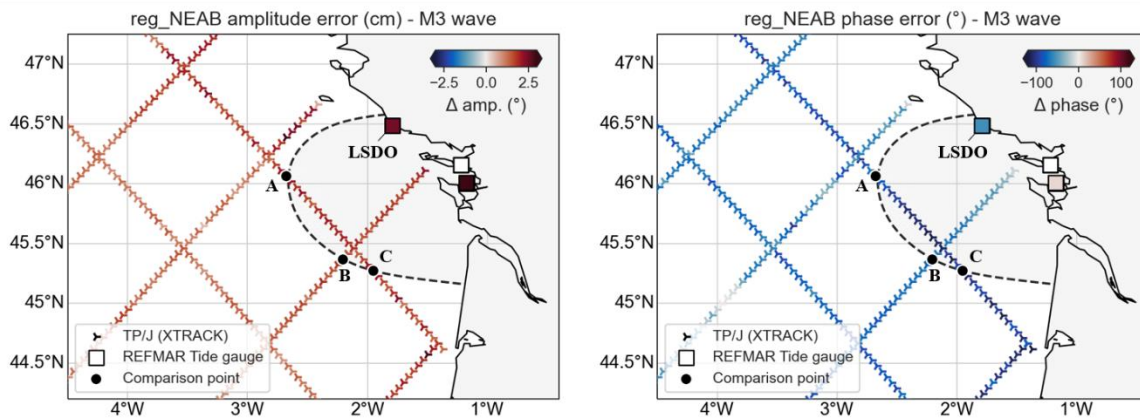 reg_NEAB amplitude error (cm) - M3 wave
47°N
46.5°N
46°N
45.5°N
45°N
44.5°N
4°W
3°W
2°W
1°W
−2.5
0.0
2.5
Δ amp. (°)
LSDO
A
B
C
TP/J (XTRACK)
REFMAR Tide gauge
Comparison point
reg_NEAB phase error (°) - M3 wave
47°N
46.5°N
46°N
45.5°N
45°N
44.5°N
4°W
3°W
2°W
1°W
−100
0
100
Δ phase (°)
LSDO
A
B
C
TP/J (XTRACK)
REFMAR Tide gauge
Comparison point